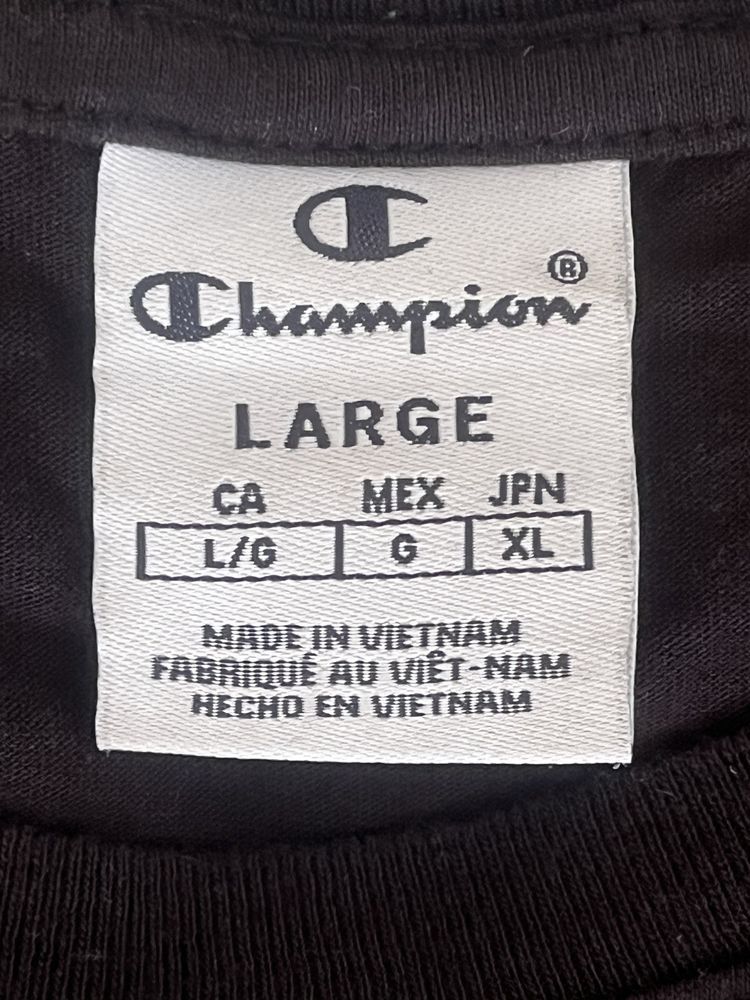 C
®
Champion
LARGE
CA MEX JPN
L/G G XL
MADE IN VIETNAM
FABRIQUÉ AU VIÊT-NAM
HECHO EN VIETNAM